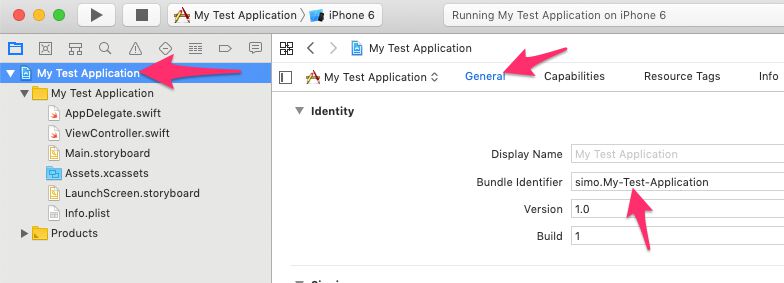 My Test Application
iPhone 6
Running My Test Application on iPhone 6
My Test Application
My Test Application
AppDelegate.swift
ViewController.swift
Main.storyboard
Assets.xcassets
LaunchScreen.storyboard
Info.plist
Products
My Test Application
My Test Application
General
Capabilities
Resource Tags
Info
Identity
Display Name
My Test Application
Bundle Identifier
simo.My-Test-Application
Version
1.0
Build
1